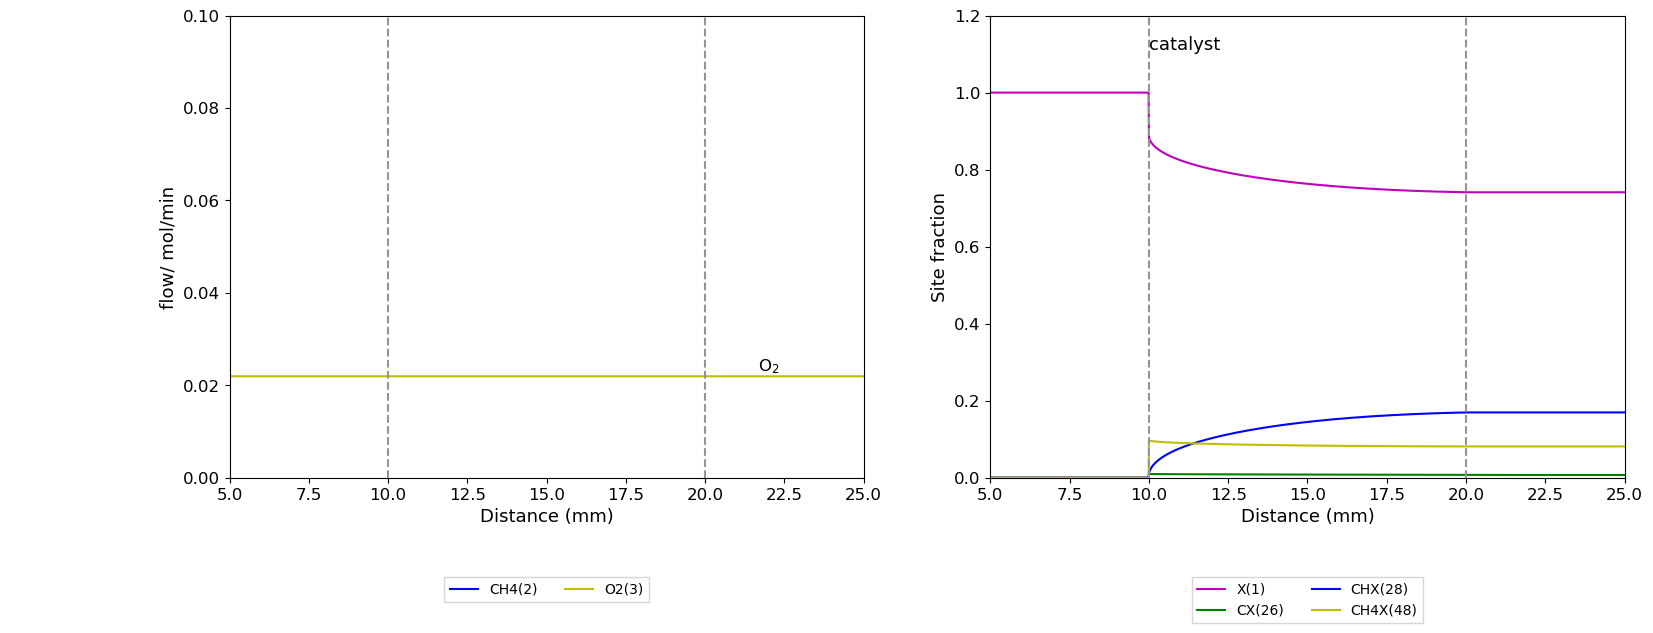 0.10
0.08
0.06
0.04
0.02
0.00
flow/ mol/min
O₂
5.0 7.5 10.0 12.5 15.0 17.5 20.0 22.5 25.0
Distance (mm)
CH4(2) O2(3)
1.2
1.0
0.8
0.6
0.4
0.2
0.0
Site fraction
catalyst
5.0 7.5 10.0 12.5 15.0 17.5 20.0 22.5 25.0
Distance (mm)
X(1) CHX(28)
CX(26) CH4X(48)